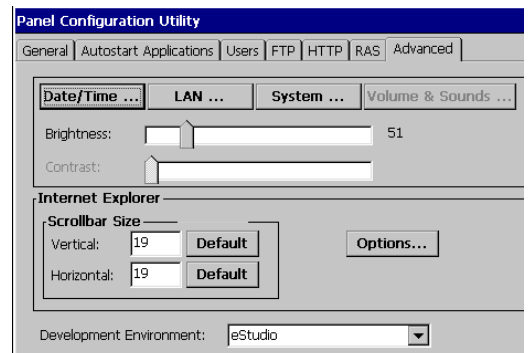 Panel Configuration Utility
General Autostart Applications Users FTP HTTP RAS Advanced
Date/Time ... LAN ... System ... Volume & Sounds ...
Brightness: 51
Contrast:
Internet Explorer
Scrollbar Size
Vertical: 19 Default Options...
Horizontal: 19 Default
Development Environment: eStudio